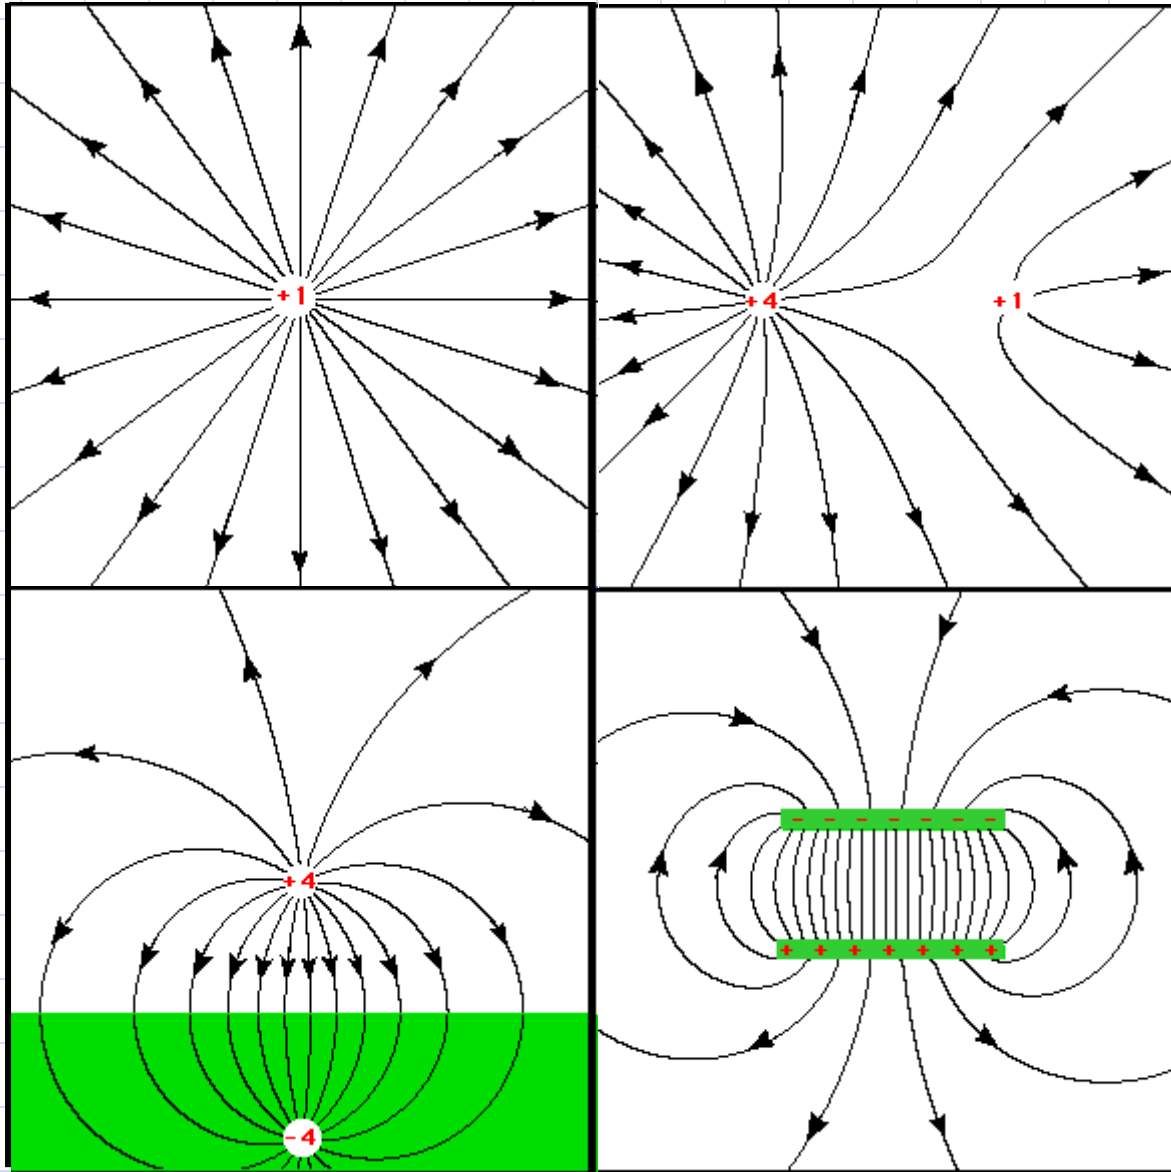 +1
+4 +1
+4
-4
- - - - - - -
+ + + + + + +